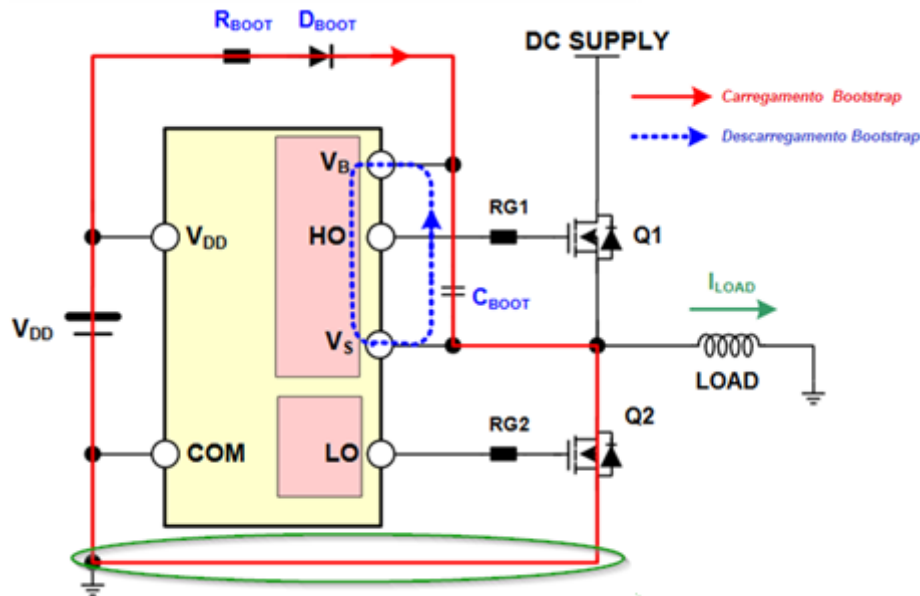 RBOOT DBOOT
DC SUPPLY
Carregamento Bootstrap
Descarregamento Bootstrap
VB
RG1
VDD
HO
Q1
ILOAD
CBOOT
VDD
VS
LOAD
Q2
RG2
COM
LO